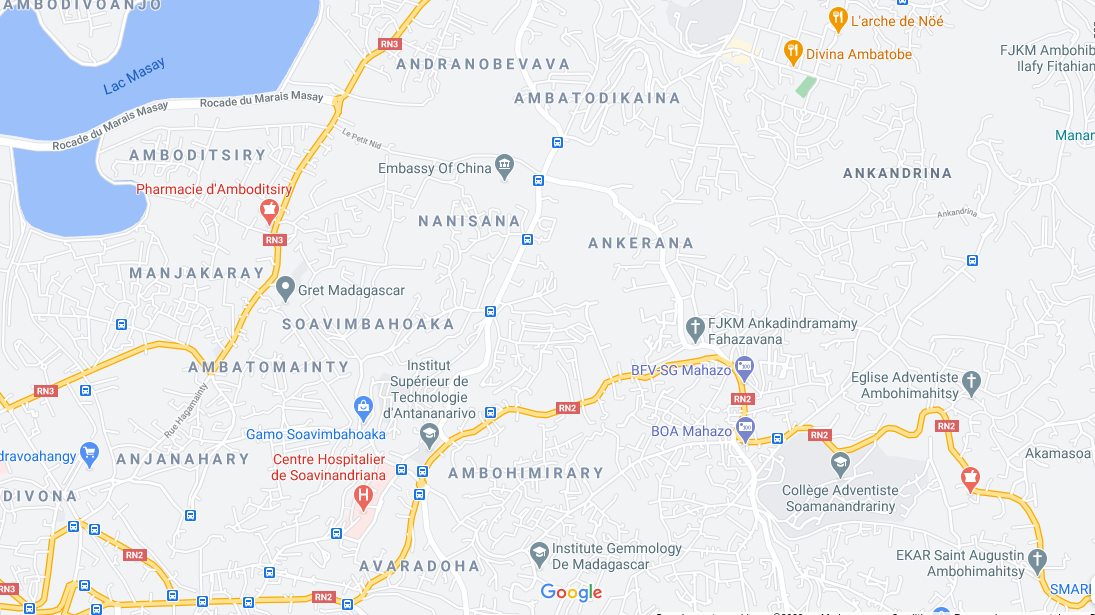 AMBODIVOANJO
L'arche de Nöé
RN3
Divina Ambatobe
FJKM Ambohib
Ilafy Fitahian
ANDRANOBEVAVA
Lac Masay
Rocade du Marais Masay
AMBATODIKAINA
Rocade du Marais Masay
Le Petit Nid
Manar
AMBODITSIRY
Embassy Of China
ANKANDRINA
Pharmacie d'Amboditsiry
Ankandrina
NANISANA
RN3
ANKERANA
MANJAKARAY
Gret Madagascar
SOAVIMBAHOAKA
FJKM Ankadindramamy
Fahazavana
AMBATOMAINTY
Institut
Supérieur de
Technologie
d'Antananarivo
BFV-SG Mahazo
Eglise Adventiste
Ambohimahitsy
RN3
Rue Hagamainty
RN2
RN2
Gamo Soavimbahoaka
BOA Mahazo
RN2
RN2
dravoahangy
ANJANAHARY
Centre Hospitalier
de Soavinandriana
AMBOHIMIRARY
Akamasoa
Collège Adventiste
Soamanandrariny
DIVONA
RN2
Institute Gemmology
De Madagascar
EKAR Saint Augustin
Ambohimahitsy
AVARADOHA
RN3
RN2
Google
SMARI